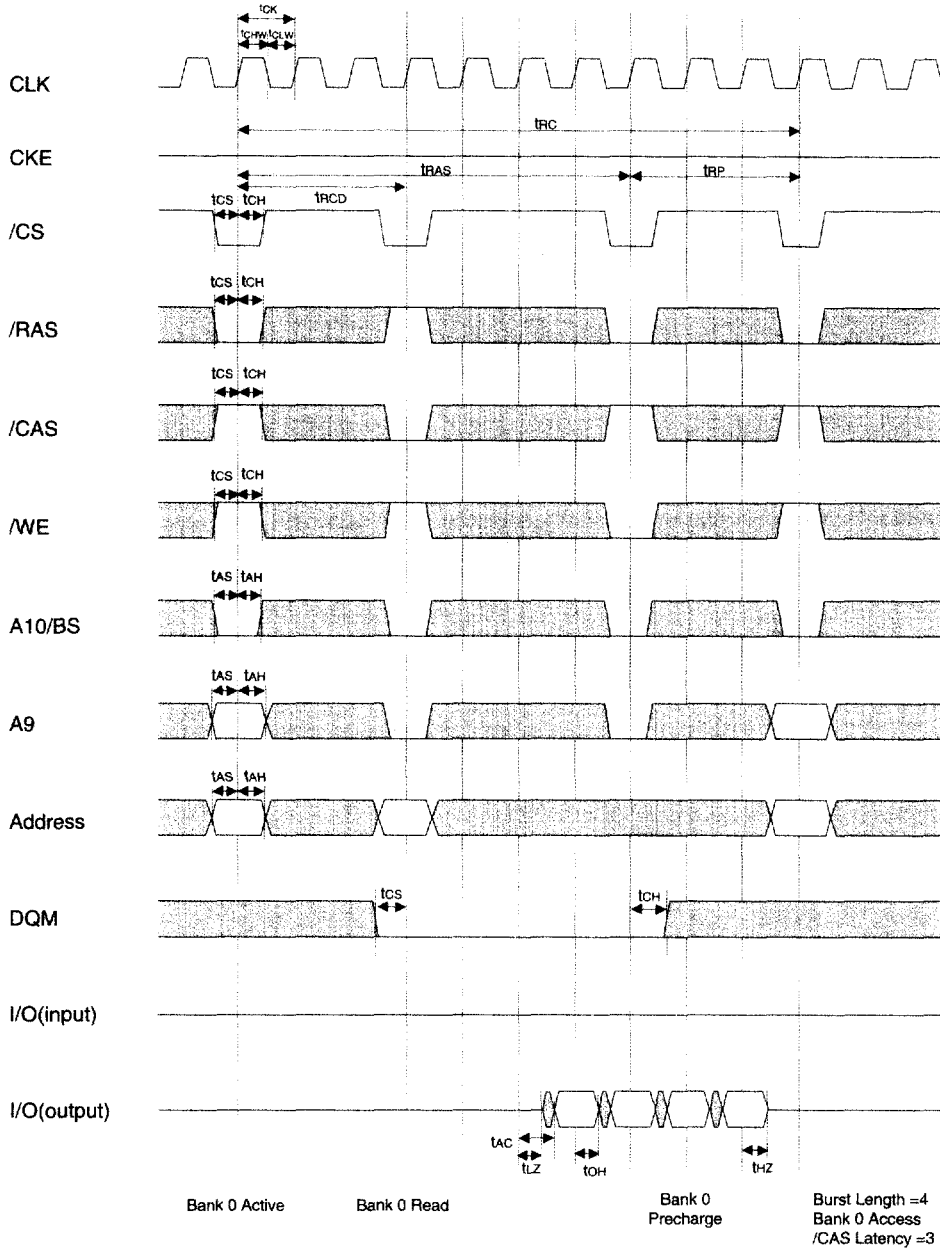 tCK
tCHW tCLW
CLK
tRC
CKE
tRAS tRP
tRCD
tCS tCH
/CS
tCS tCH
/RAS
tCS tCH
/CAS
tCS tCH
/WE
tAS tAH
A10/BS
tAS tAH
A9
tAS tAH
Address
tCS tCH
DQM
I/O(input)
I/O(output)
tAC
tLZ tOH tHZ
Bank 0 Active Bank 0 Read Bank 0 Precharge
Burst Length =4
Bank 0 Access
/CAS Latency =3